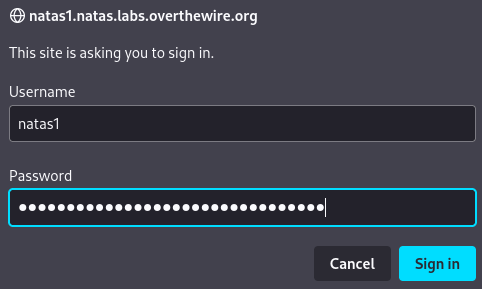 natas1.natas.labs.overthewire.org
This site is asking you to sign in.
Username
natas1
Password
••••••••••••••••••••••••••••••••
Cancel Sign in